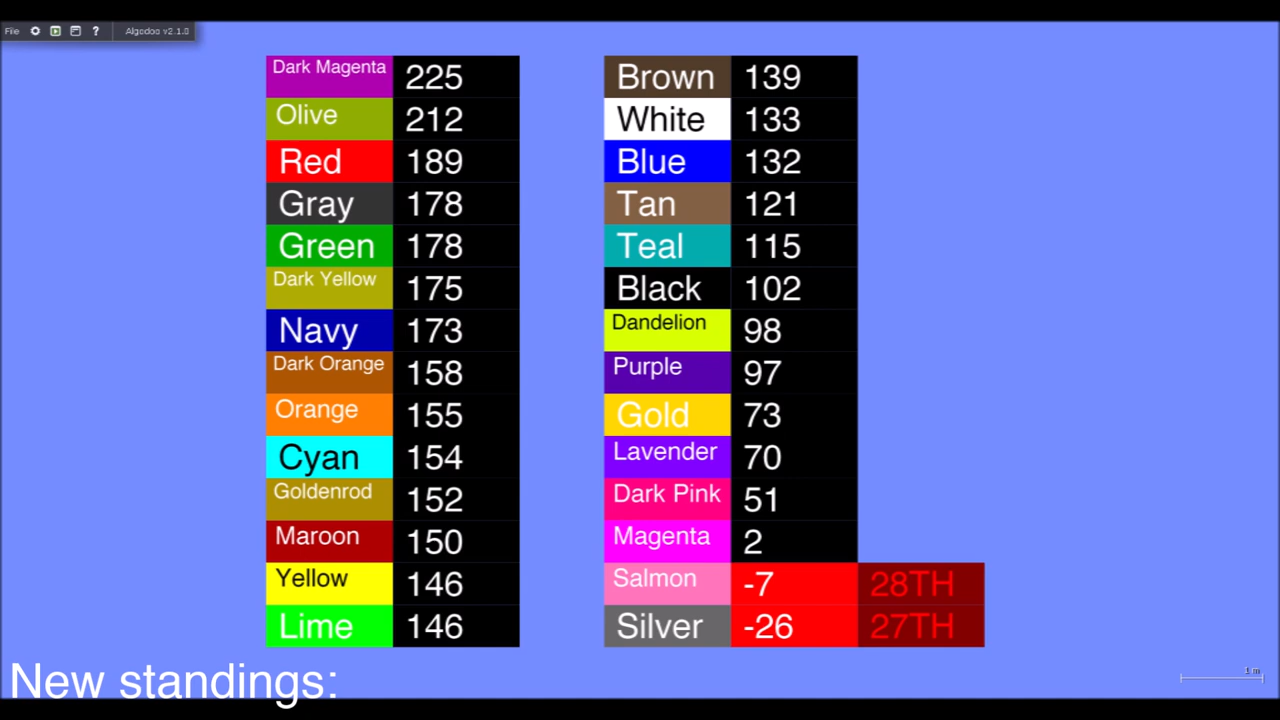 File ? Algodoo v2.1.0
Dark Magenta 225
Olive 212
Red 189
Gray 178
Green 178
Dark Yellow 175
Navy 173
Dark Orange 158
Orange 155
Cyan 154
Goldenrod 152
Maroon 150
Yellow 146
Lime 146
Brown 139
White 133
Blue 132
Tan 121
Teal 115
Black 102
Dandelion 98
Purple 97
Gold 73
Lavender 70
Dark Pink 51
Magenta 2
Salmon -7 28TH
Silver -26 27TH
1 m
New standings: